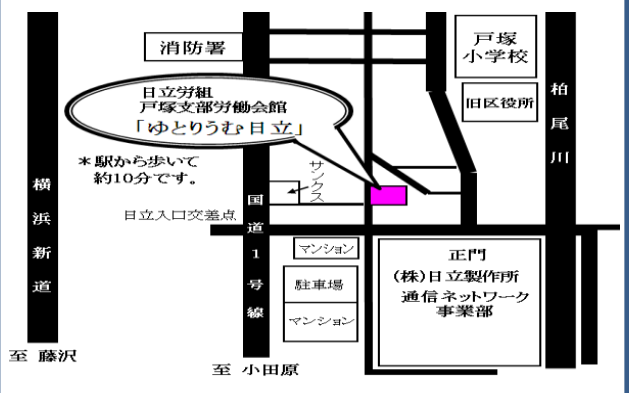 消防署
戸塚
小学校
日立労組
戸塚支部労働会館
「ゆとりうむ日立」
旧区役所
柏尾川
*駅から歩いて
約10分です。
サンクス
横浜新道
国道1号線
日立入口交差点
マンション
駐車場
マンション
正門
(株)日立製作所
通信ネットワーク
事業部
至 藤沢
至 小田原